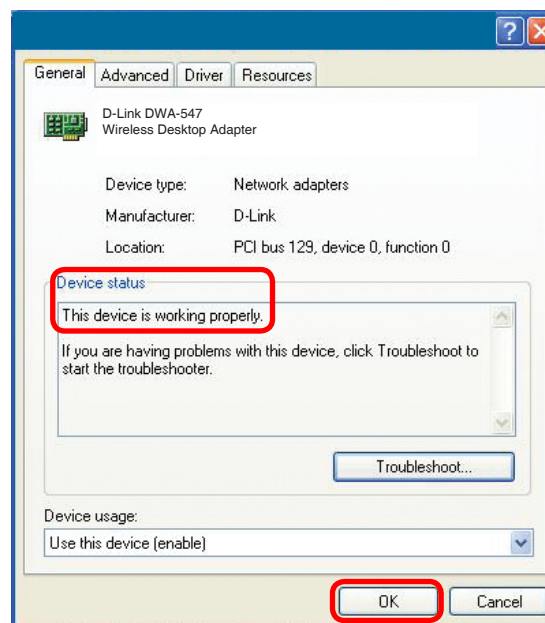 General Advanced Driver Resources
D-Link DWA-547
Wireless Desktop Adapter
Device type: Network adapters
Manufacturer: D-Link
Location: PCI bus 129, device 0, function 0
Device status
This device is working properly.
If you are having problems with this device, click Troubleshoot to
start the troubleshooter.
Troubleshoot...
Device usage:
Use this device (enable)
OK Cancel